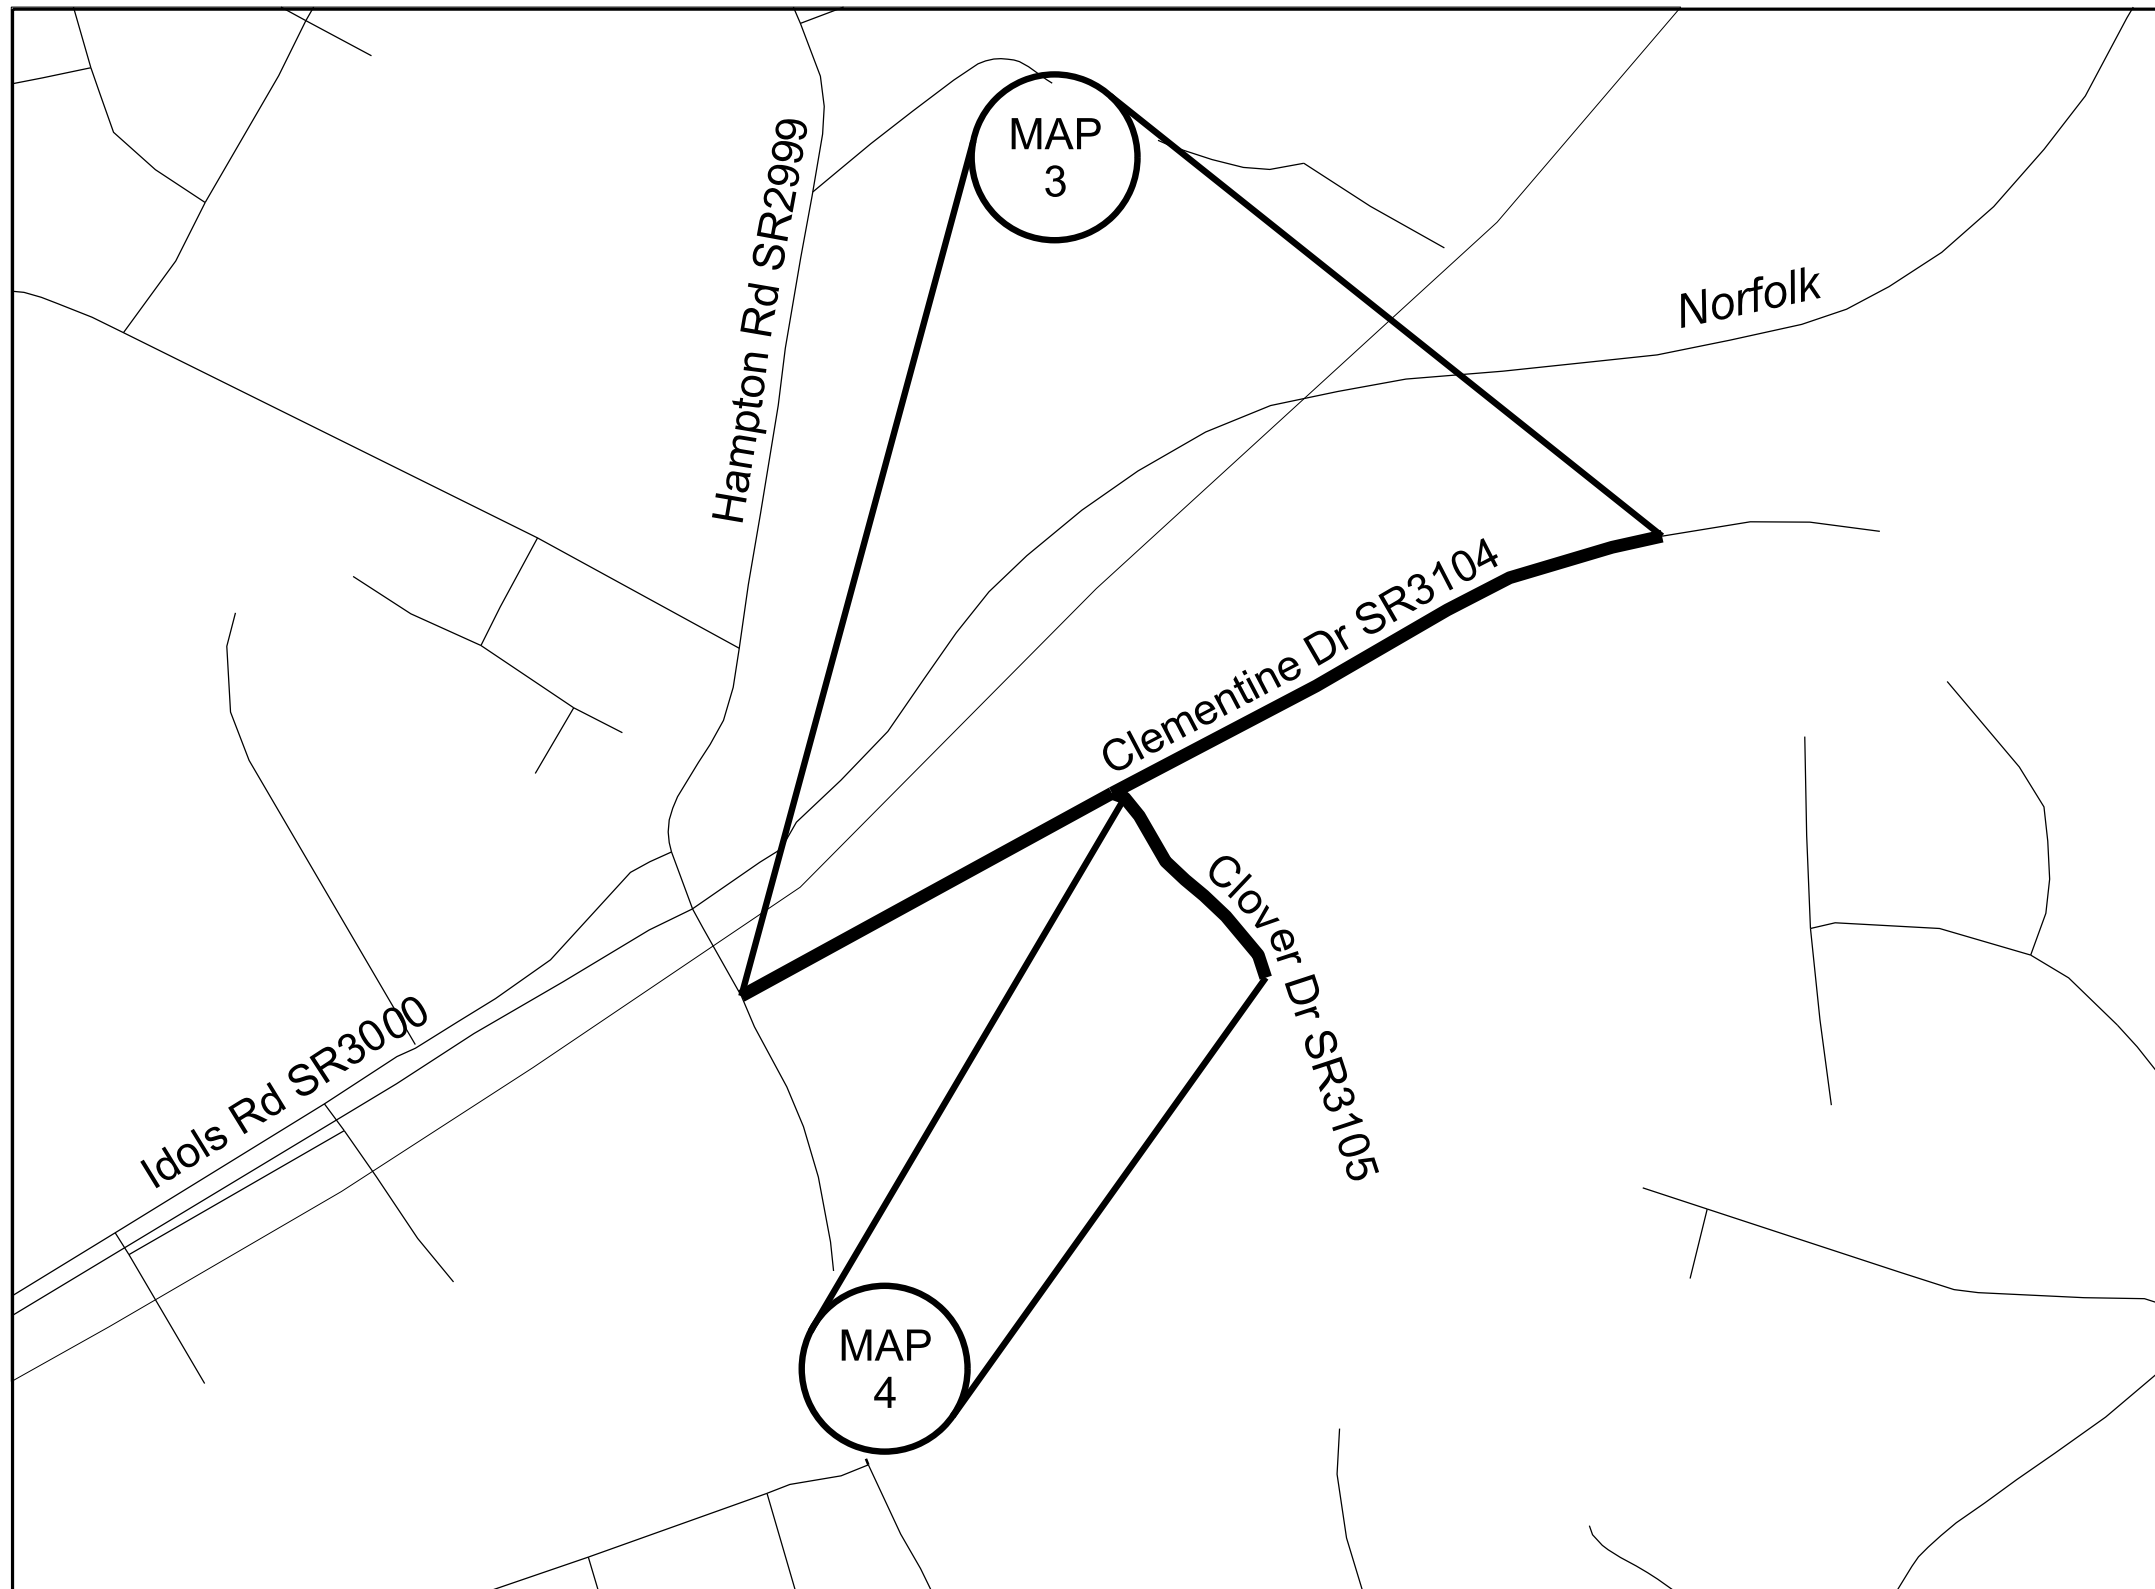 MAP
3
Hampton Rd SR2999
Norfolk
Clementine Dr SR3104
Clover Dr SR3105
Idols Rd SR3000
MAP
4